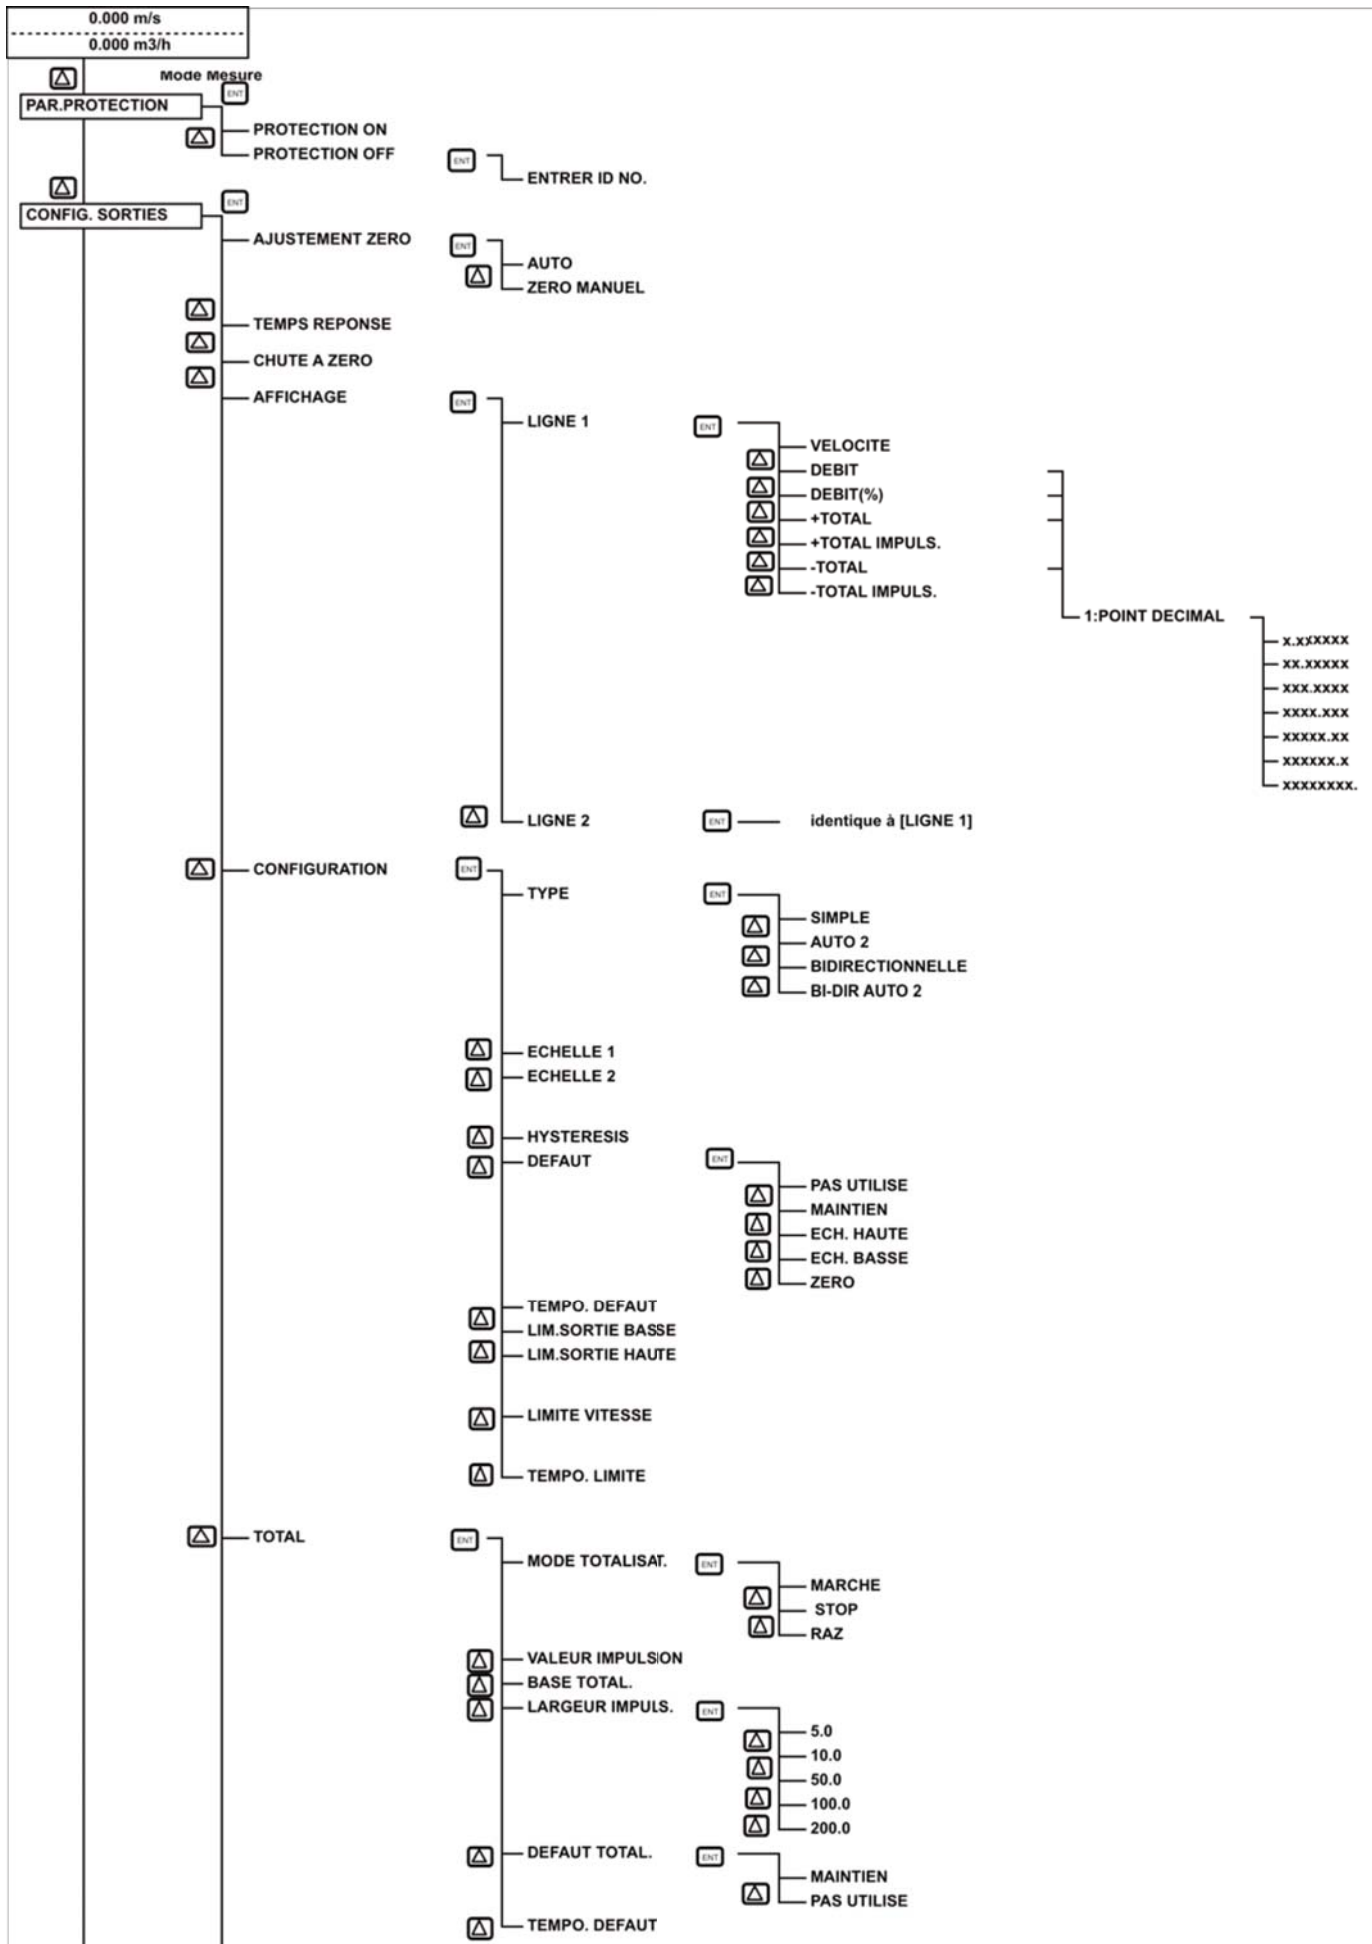 0.000 m/s
0.000 m3/h
Mode Mesure
ENT
PAR.PROTECTION
PROTECTION ON
PROTECTION OFF
ENT
ENTRER ID NO.
ENT
CONFIG. SORTIES
AJUSTEMENT ZERO
ENT
AUTO
ZERO MANUEL
TEMPS REPONSE
CHUTE A ZERO
AFFICHAGE
ENT
LIGNE 1
ENT
VELOCITE
DEBIT
DEBIT(%)
+TOTAL
+TOTAL IMPULS.
-TOTAL
-TOTAL IMPULS.
1:POINT DECIMAL
x.xxxxxx
xx.xxxxx
xxx.xxxx
xxxx.xxx
xxxxx.xx
xxxxxx.x
xxxxxxxx.
LIGNE 2
ENT
identique à [LIGNE 1]
CONFIGURATION
ENT
TYPE
ENT
SIMPLE
AUTO 2
BIDIRECTIONNELLE
BI-DIR AUTO 2
ECHELLE 1
ECHELLE 2
HYSTERESIS
DEFAUT
ENT
PAS UTILISE
MAINTIEN
ECH. HAUTE
ECH. BASSE
ZERO
TEMPO. DEFAUT
LIM.SORTIE BASSE
LIM.SORTIE HAUTE
LIMITE VITESSE
TEMPO. LIMITE
TOTAL
ENT
MODE TOTALISAT.
ENT
MARCHE
STOP
RAZ
VALEUR IMPULSION
BASE TOTAL.
LARGEUR IMPULS.
ENT
5.0
10.0
50.0
100.0
200.0
DEFAUT TOTAL.
ENT
MAINTIEN
PAS UTILISE
TEMPO. DEFAUT